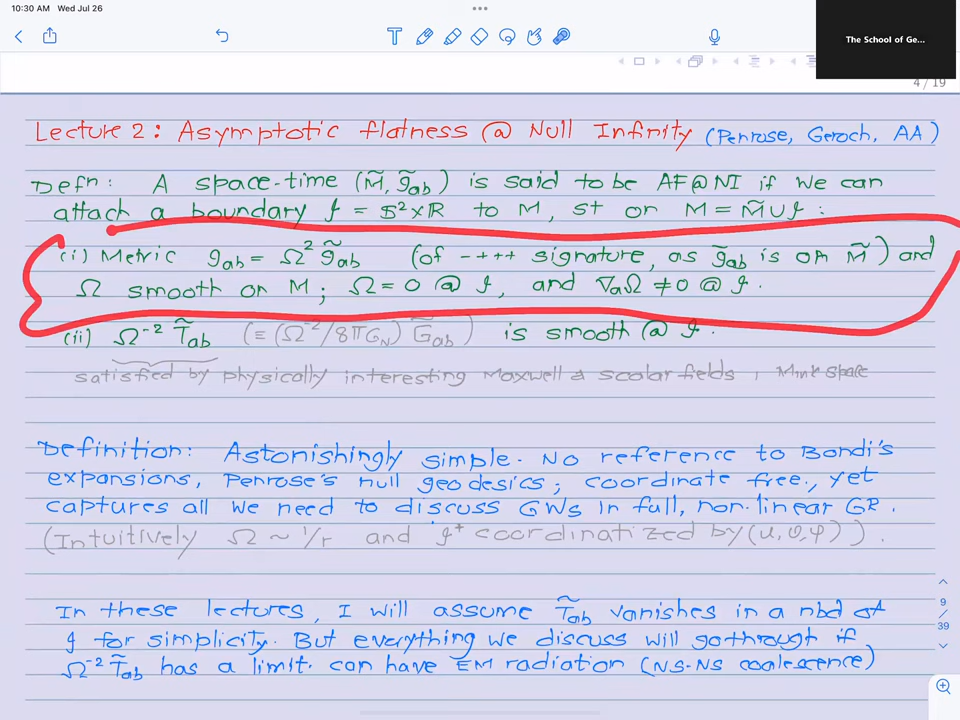 10:30 AM Wed Jul 26
The School of Ge...
4 / 19
Lecture 2: Asymptotic flatness @ Null Infinity (Penrose, Geroch, AA)
Defn: A space-time (M̃, g̃ab) is said to be AF@NI if we can
attach a boundary ℐ = 𝕊²×ℝ to M, st on M = M̃ ∪ ℐ :
(i) Metric gab = Ω² g̃ab (of -+++ signature, as g̃ab is on M̃) and
Ω smooth on M; Ω=0 @ ℐ, and ∇aΩ ≠ 0 @ ℐ.
(ii) Ω⁻² T̃ab (≡ (Ω⁻²/8πGN) G̃ab) is smooth @ ℐ.
satisfied by physically interesting Maxwell & scalar fields, Mink space
Definition: Astonishingly simple. No reference to Bondi's
expansions, Penrose's null geodesics; coordinate free, yet
captures all we need to discuss GWs in full, non-linear GR.
(Intuitively Ω ~ 1/r and ℐ⁺ coordinatized by (u,θ,φ)).
In these lectures, I will assume T̃ab vanishes in a nbd of
ℐ for simplicity. But everything we discuss will go through if
Ω⁻² T̃ab has a limit. can have EM radiation (NS-NS coalescence)
9
/
39